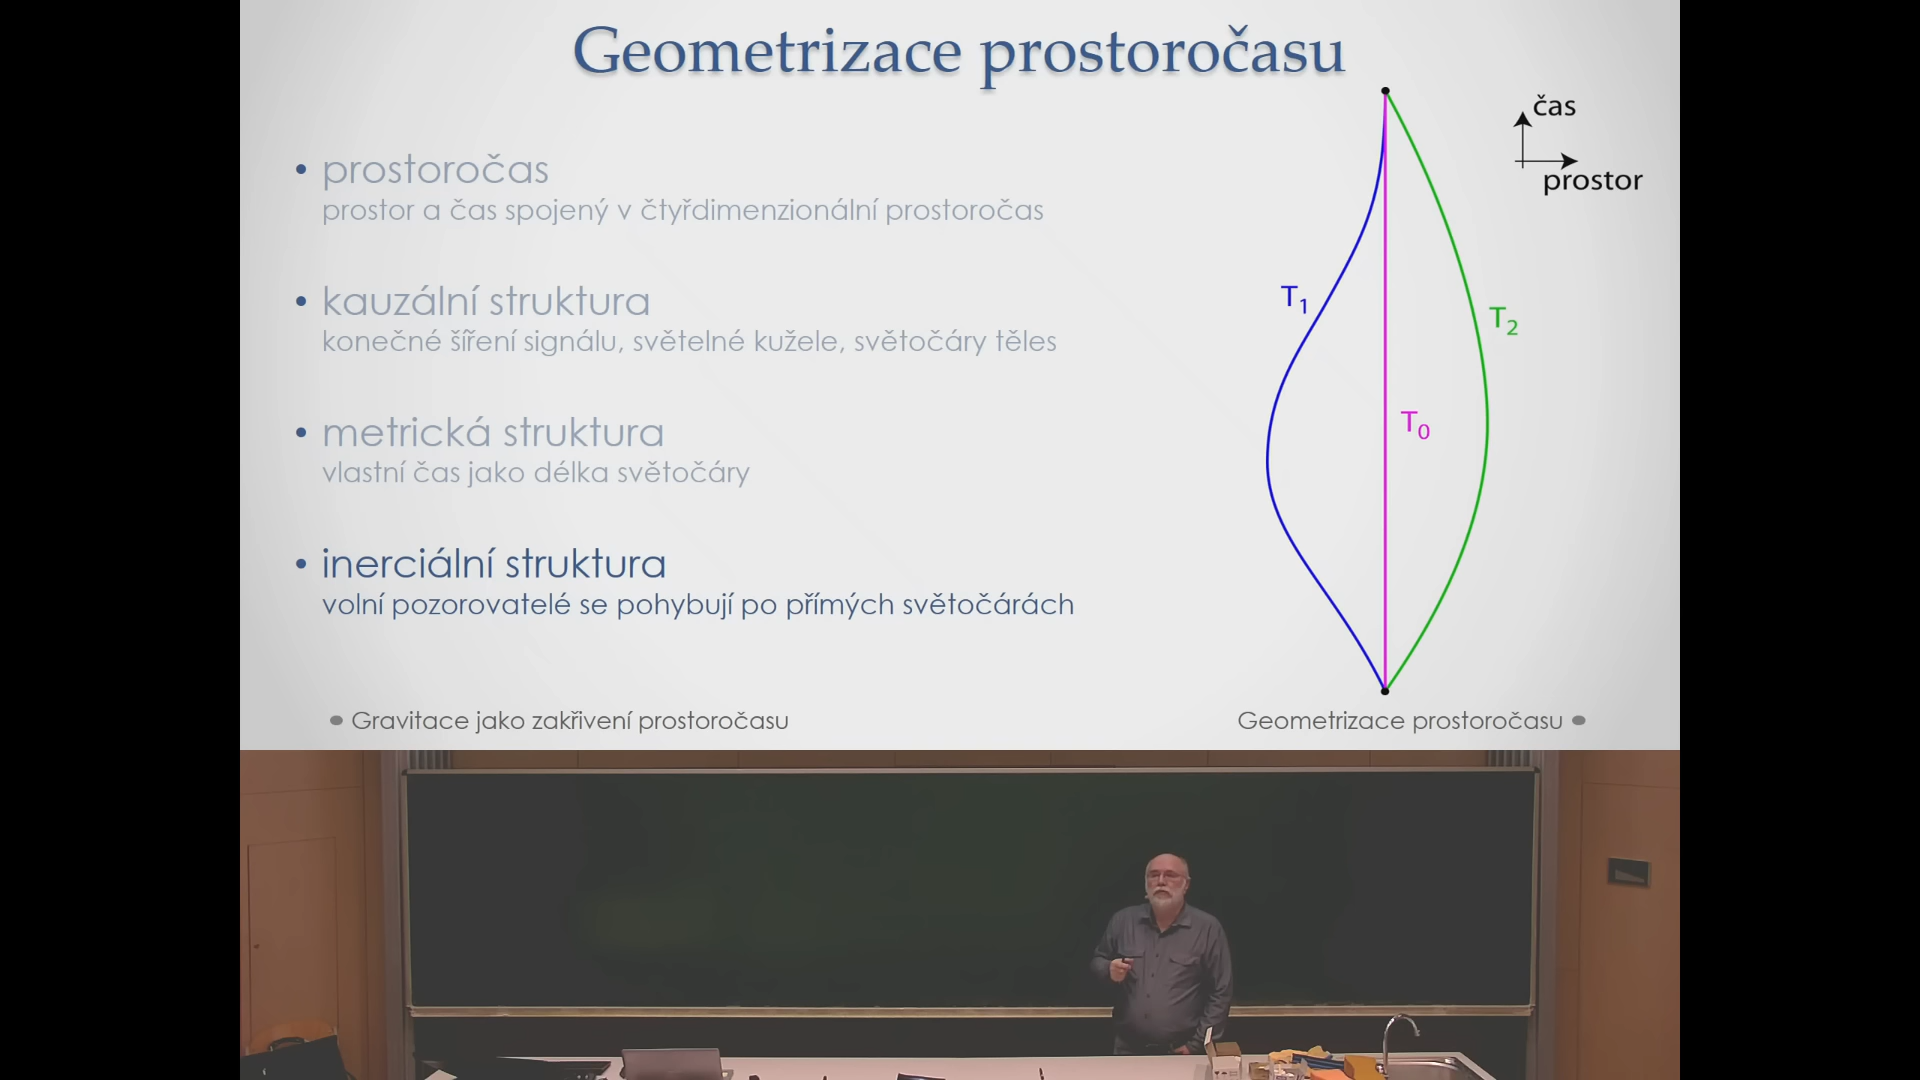 Geometrizace prostoročasu
• prostoročas
prostor a čas spojený v čtyřdimenzionální prostoročas
• kauzální struktura
konečné šíření signálu, světelné kužele, světočáry těles
• metrická struktura
vlastní čas jako délka světočáry
• inerciální struktura
volní pozorovatelé se pohybují po přímých světočárách
čas
prostor
T₁
T₂
T₀
Gravitace jako zakřivení prostoročasu
Geometrizace prostoročasu